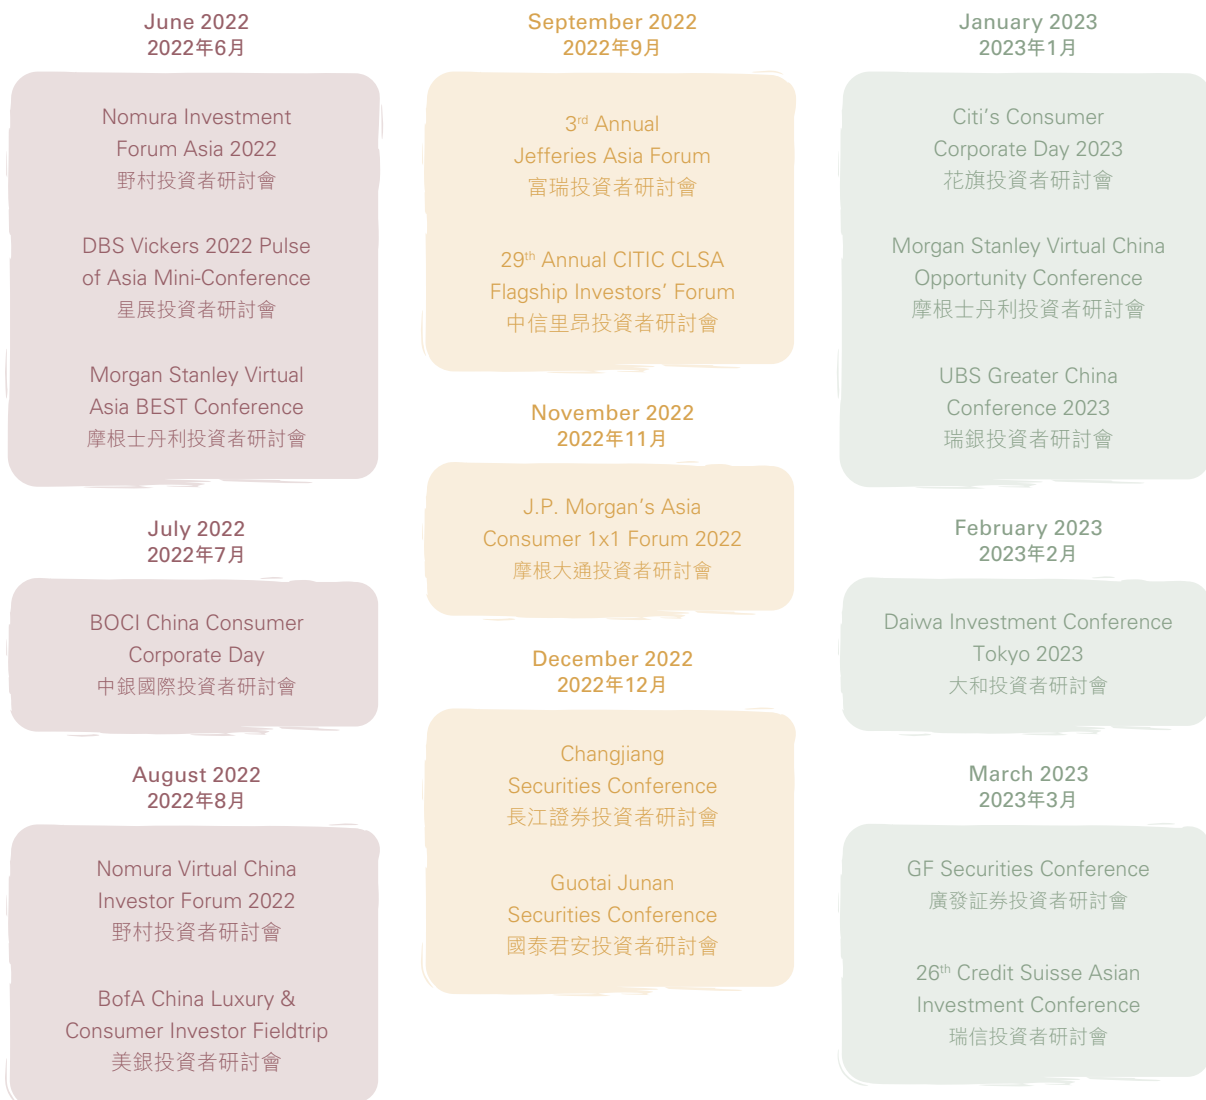 June 2022
2022年6月
Nomura Investment
Forum Asia 2022
野村投資者研討會
DBS Vickers 2022 Pulse
of Asia Mini-Conference
星展投資者研討會
Morgan Stanley Virtual
Asia BEST Conference
摩根士丹利投資者研討會
July 2022
2022年7月
BOCI China Consumer
Corporate Day
中銀國際投資者研討會
August 2022
2022年8月
Nomura Virtual China
Investor Forum 2022
野村投資者研討會
BofA China Luxury &
Consumer Investor Fieldtrip
美銀投資者研討會
September 2022
2022年9月
3rd Annual
Jefferies Asia Forum
富瑞投資者研討會
29th Annual CITIC CLSA
Flagship Investors’ Forum
中信里昂投資者研討會
November 2022
2022年11月
J.P. Morgan’s Asia
Consumer 1x1 Forum 2022
摩根大通投資者研討會
December 2022
2022年12月
Changjiang
Securities Conference
長江證券投資者研討會
Guotai Junan
Securities Conference
國泰君安投資者研討會
January 2023
2023年1月
Citi’s Consumer
Corporate Day 2023
花旗投資者研討會
Morgan Stanley Virtual China
Opportunity Conference
摩根士丹利投資者研討會
UBS Greater China
Conference 2023
瑞銀投資者研討會
February 2023
2023年2月
Daiwa Investment Conference
Tokyo 2023
大和投資者研討會
March 2023
2023年3月
GF Securities Conference
廣發証券投資者研討會
26th Credit Suisse Asian
Investment Conference
瑞信投資者研討會